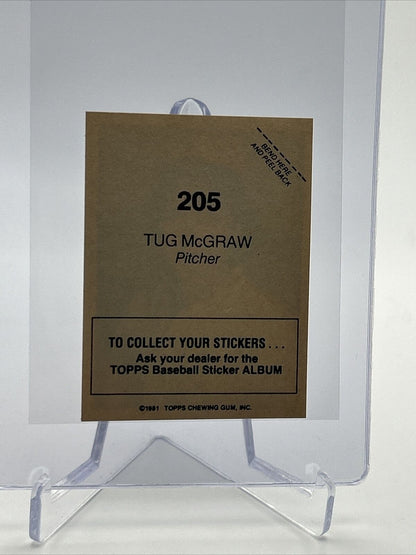 BEND HERE
AND PEEL BACK
205
TUG McGRAW
Pitcher
TO COLLECT YOUR STICKERS . . .
Ask your dealer for the
TOPPS Baseball Sticker ALBUM
©1981 TOPPS CHEWING GUM, INC.